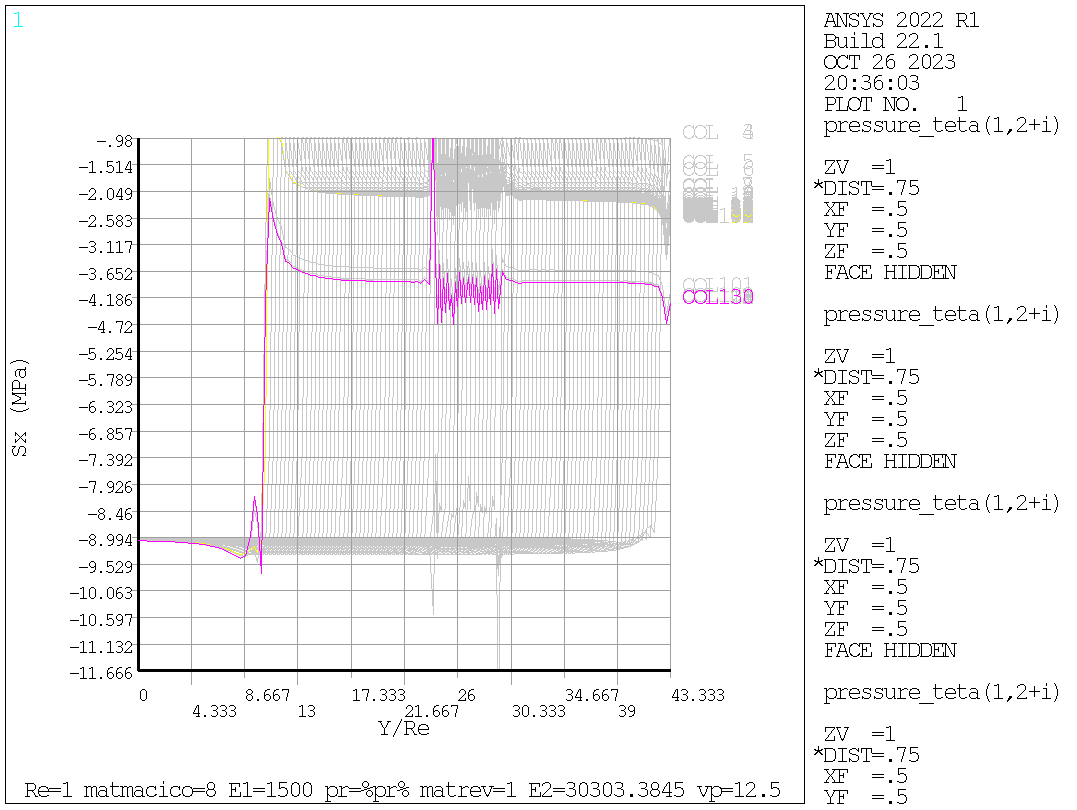 1
ANSYS 2022 R1
Build 22.1
OCT 26 2023
20:36:03
PLOT NO. 1
pressure_teta(1,2+i)
ZV =1
*DIST=.75
XF =.5
YF =.5
ZF =.5
FACE HIDDEN
pressure_teta(1,2+i)
ZV =1
*DIST=.75
XF =.5
YF =.5
ZF =.5
FACE HIDDEN
pressure_teta(1,2+i)
ZV =1
*DIST=.75
XF =.5
YF =.5
ZF =.5
FACE HIDDEN
pressure_teta(1,2+i)
ZV =1
*DIST=.75
XF =.5
YF =.5
COL
COL130
Sx (MPa)
-.98
-1.514
-2.049
-2.583
-3.117
-3.652
-4.186
-4.72
-5.254
-5.789
-6.323
-6.857
-7.392
-7.926
-8.46
-8.994
-9.529
-10.063
-10.597
-11.132
-11.666
0 8.667 17.333 26 34.667 43.333
4.333 13 21.667 30.333 39
Y/Re
Re=1 matmacico=8 E1=1500 pr=%pr% matrev=1 E2=30303.3845 vp=12.5